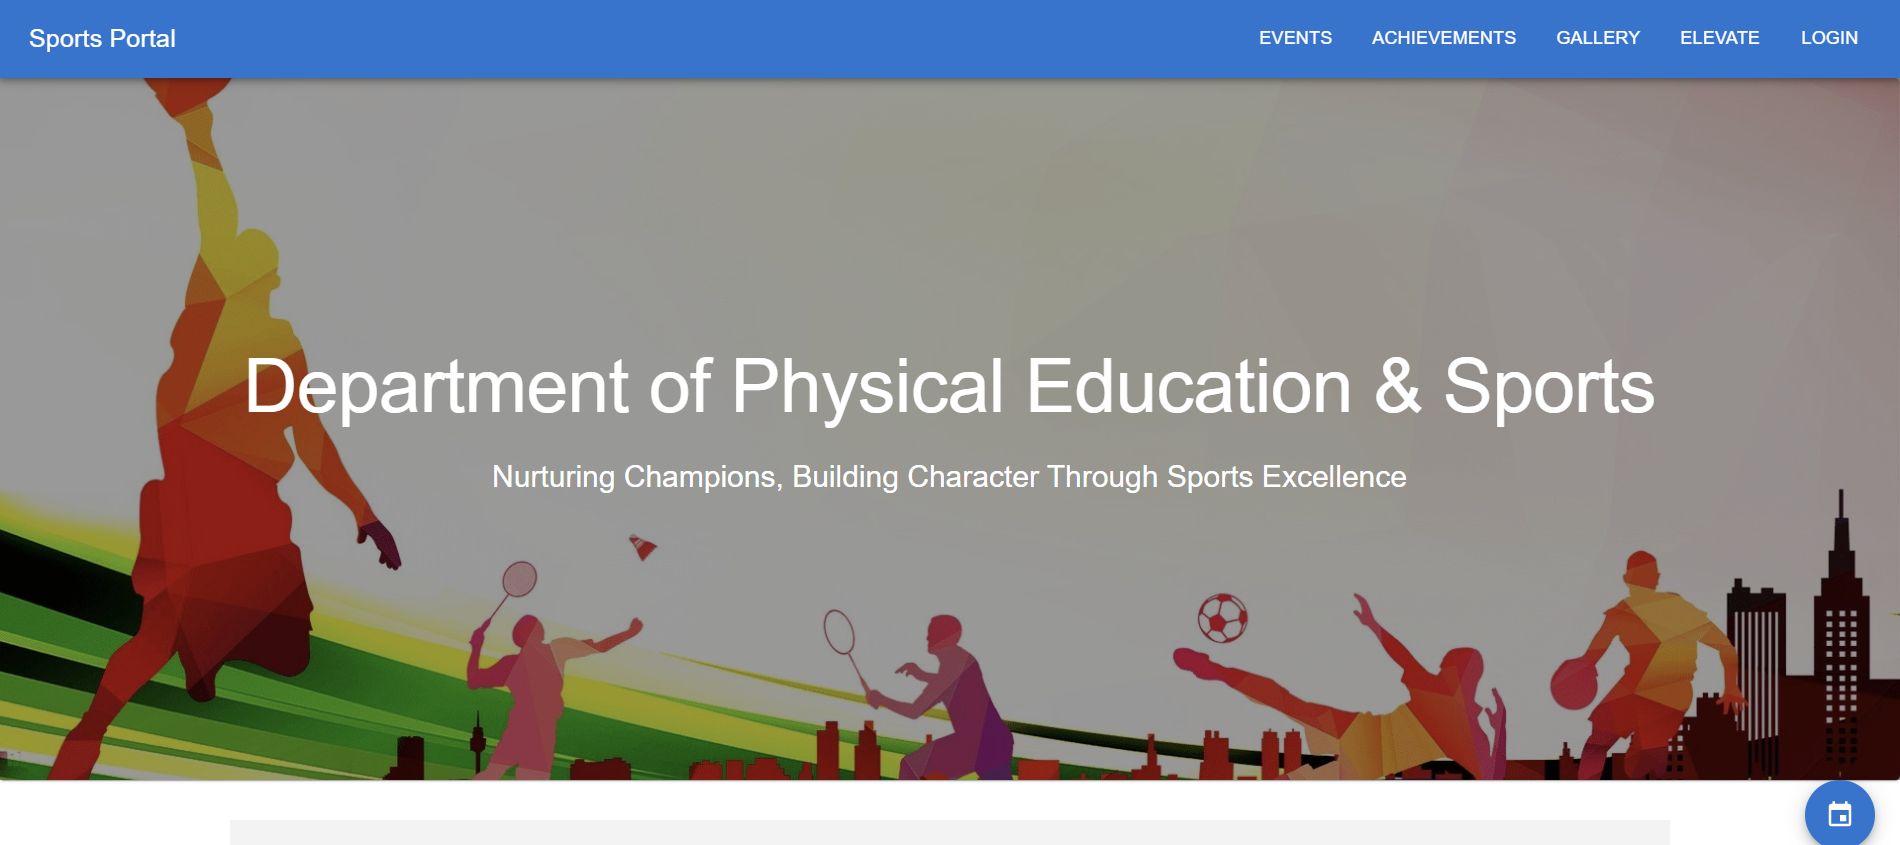 Sports Portal
EVENTS ACHIEVEMENTS GALLERY ELEVATE LOGIN
Department of Physical Education & Sports
Nurturing Champions, Building Character Through Sports Excellence